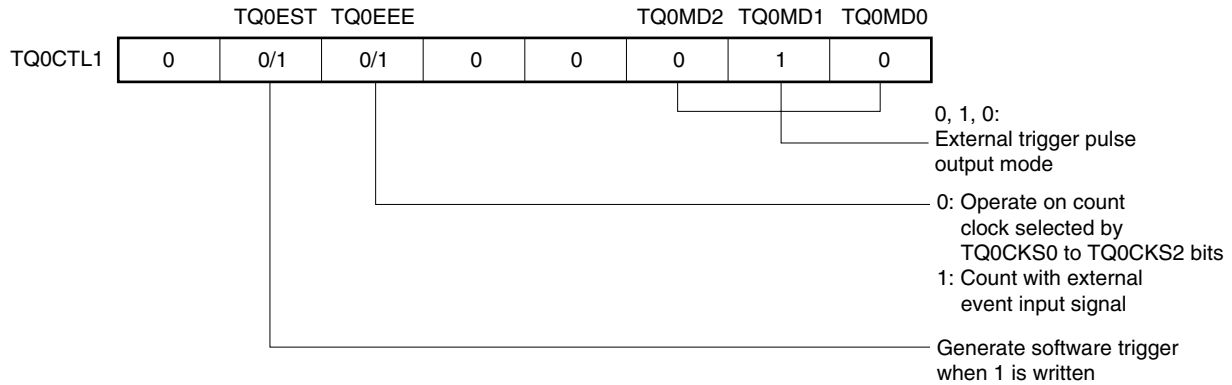 TQ0EST TQ0EEE TQ0MD2 TQ0MD1 TQ0MD0
TQ0CTL1 0 0/1 0/1 0 0 0 1 0
0, 1, 0:
External trigger pulse
output mode
0: Operate on count
clock selected by
TQ0CKS0 to TQ0CKS2 bits
1: Count with external
event input signal
Generate software trigger
when 1 is written